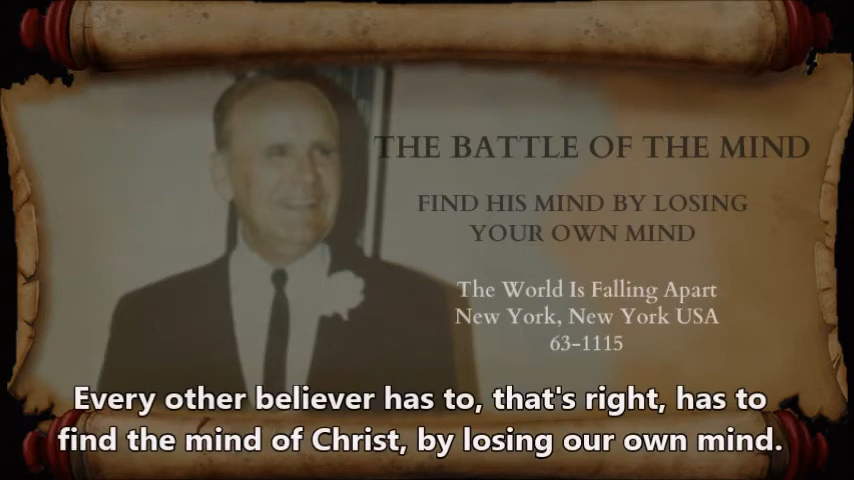 THE BATTLE OF THE MIND
FIND HIS MIND BY LOSING
YOUR OWN MIND
The World Is Falling Apart
New York, New York USA
63-1115
Every other believer has to, that's right, has to
find the mind of Christ, by losing our own mind.